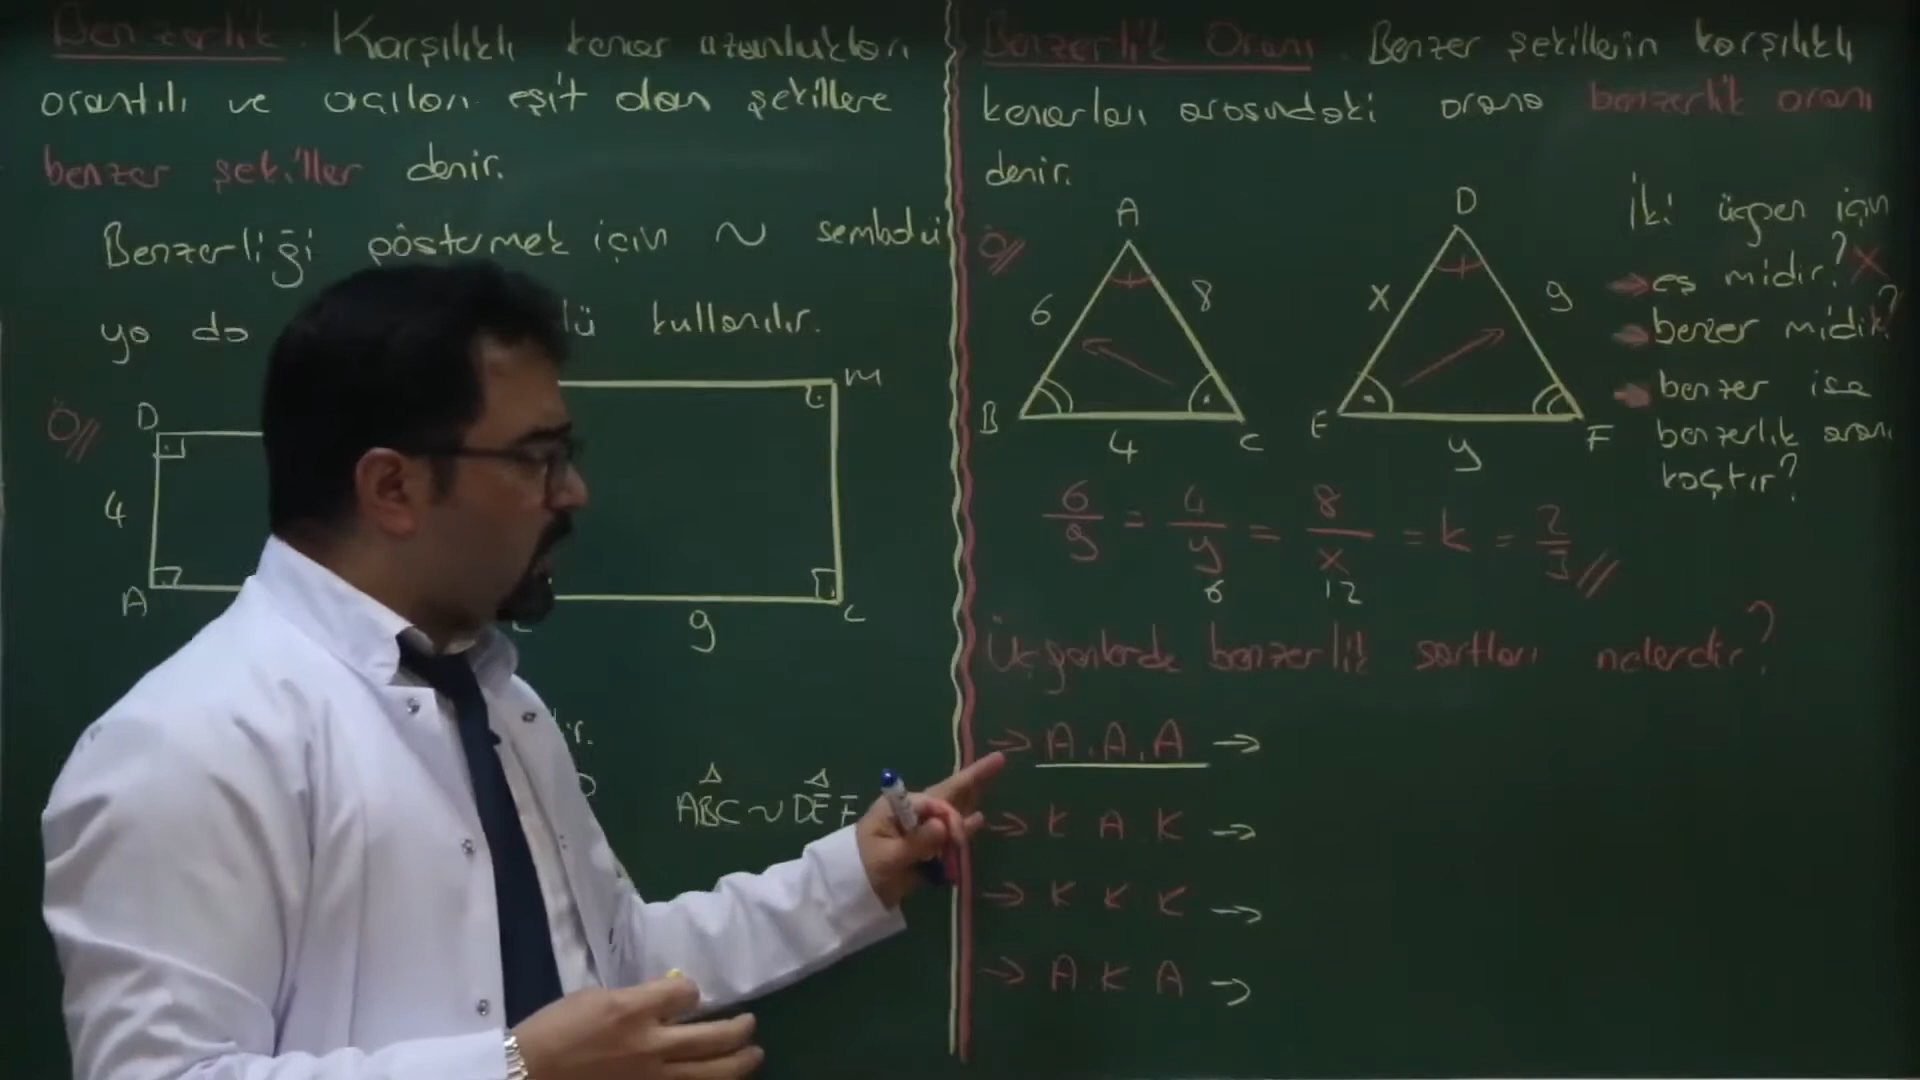 Benzerlik: Karşılıklı kenar uzunlukları
orantılı ve açıları eşit olan şekillere
benzer şekiller denir.
Benzerliği göstermek için ~ sembolü
ya da lü kullanılır.
Ö//
D
M
4
A
9
C
ABC ~ DEF
Benzerlik Oranı: Benzer şekillerin karşılıklı
kenarları arasındaki orana benzerlik oranı
denir.
Ö//
A
6
8
B
4
C
D
x
9
E
y
F
İki üçgen için
→ eş midir? X
→ benzer midir?
→ benzer ise
benzerlik oranı
kaçtır?
6/9 = 4/y = 8/x = k = 2/3 //
6 12
Üçgenlerde benzerlik şartları nelerdir?
→ A.A.A →
→ K A K →
→ K K K →
→ A K A →